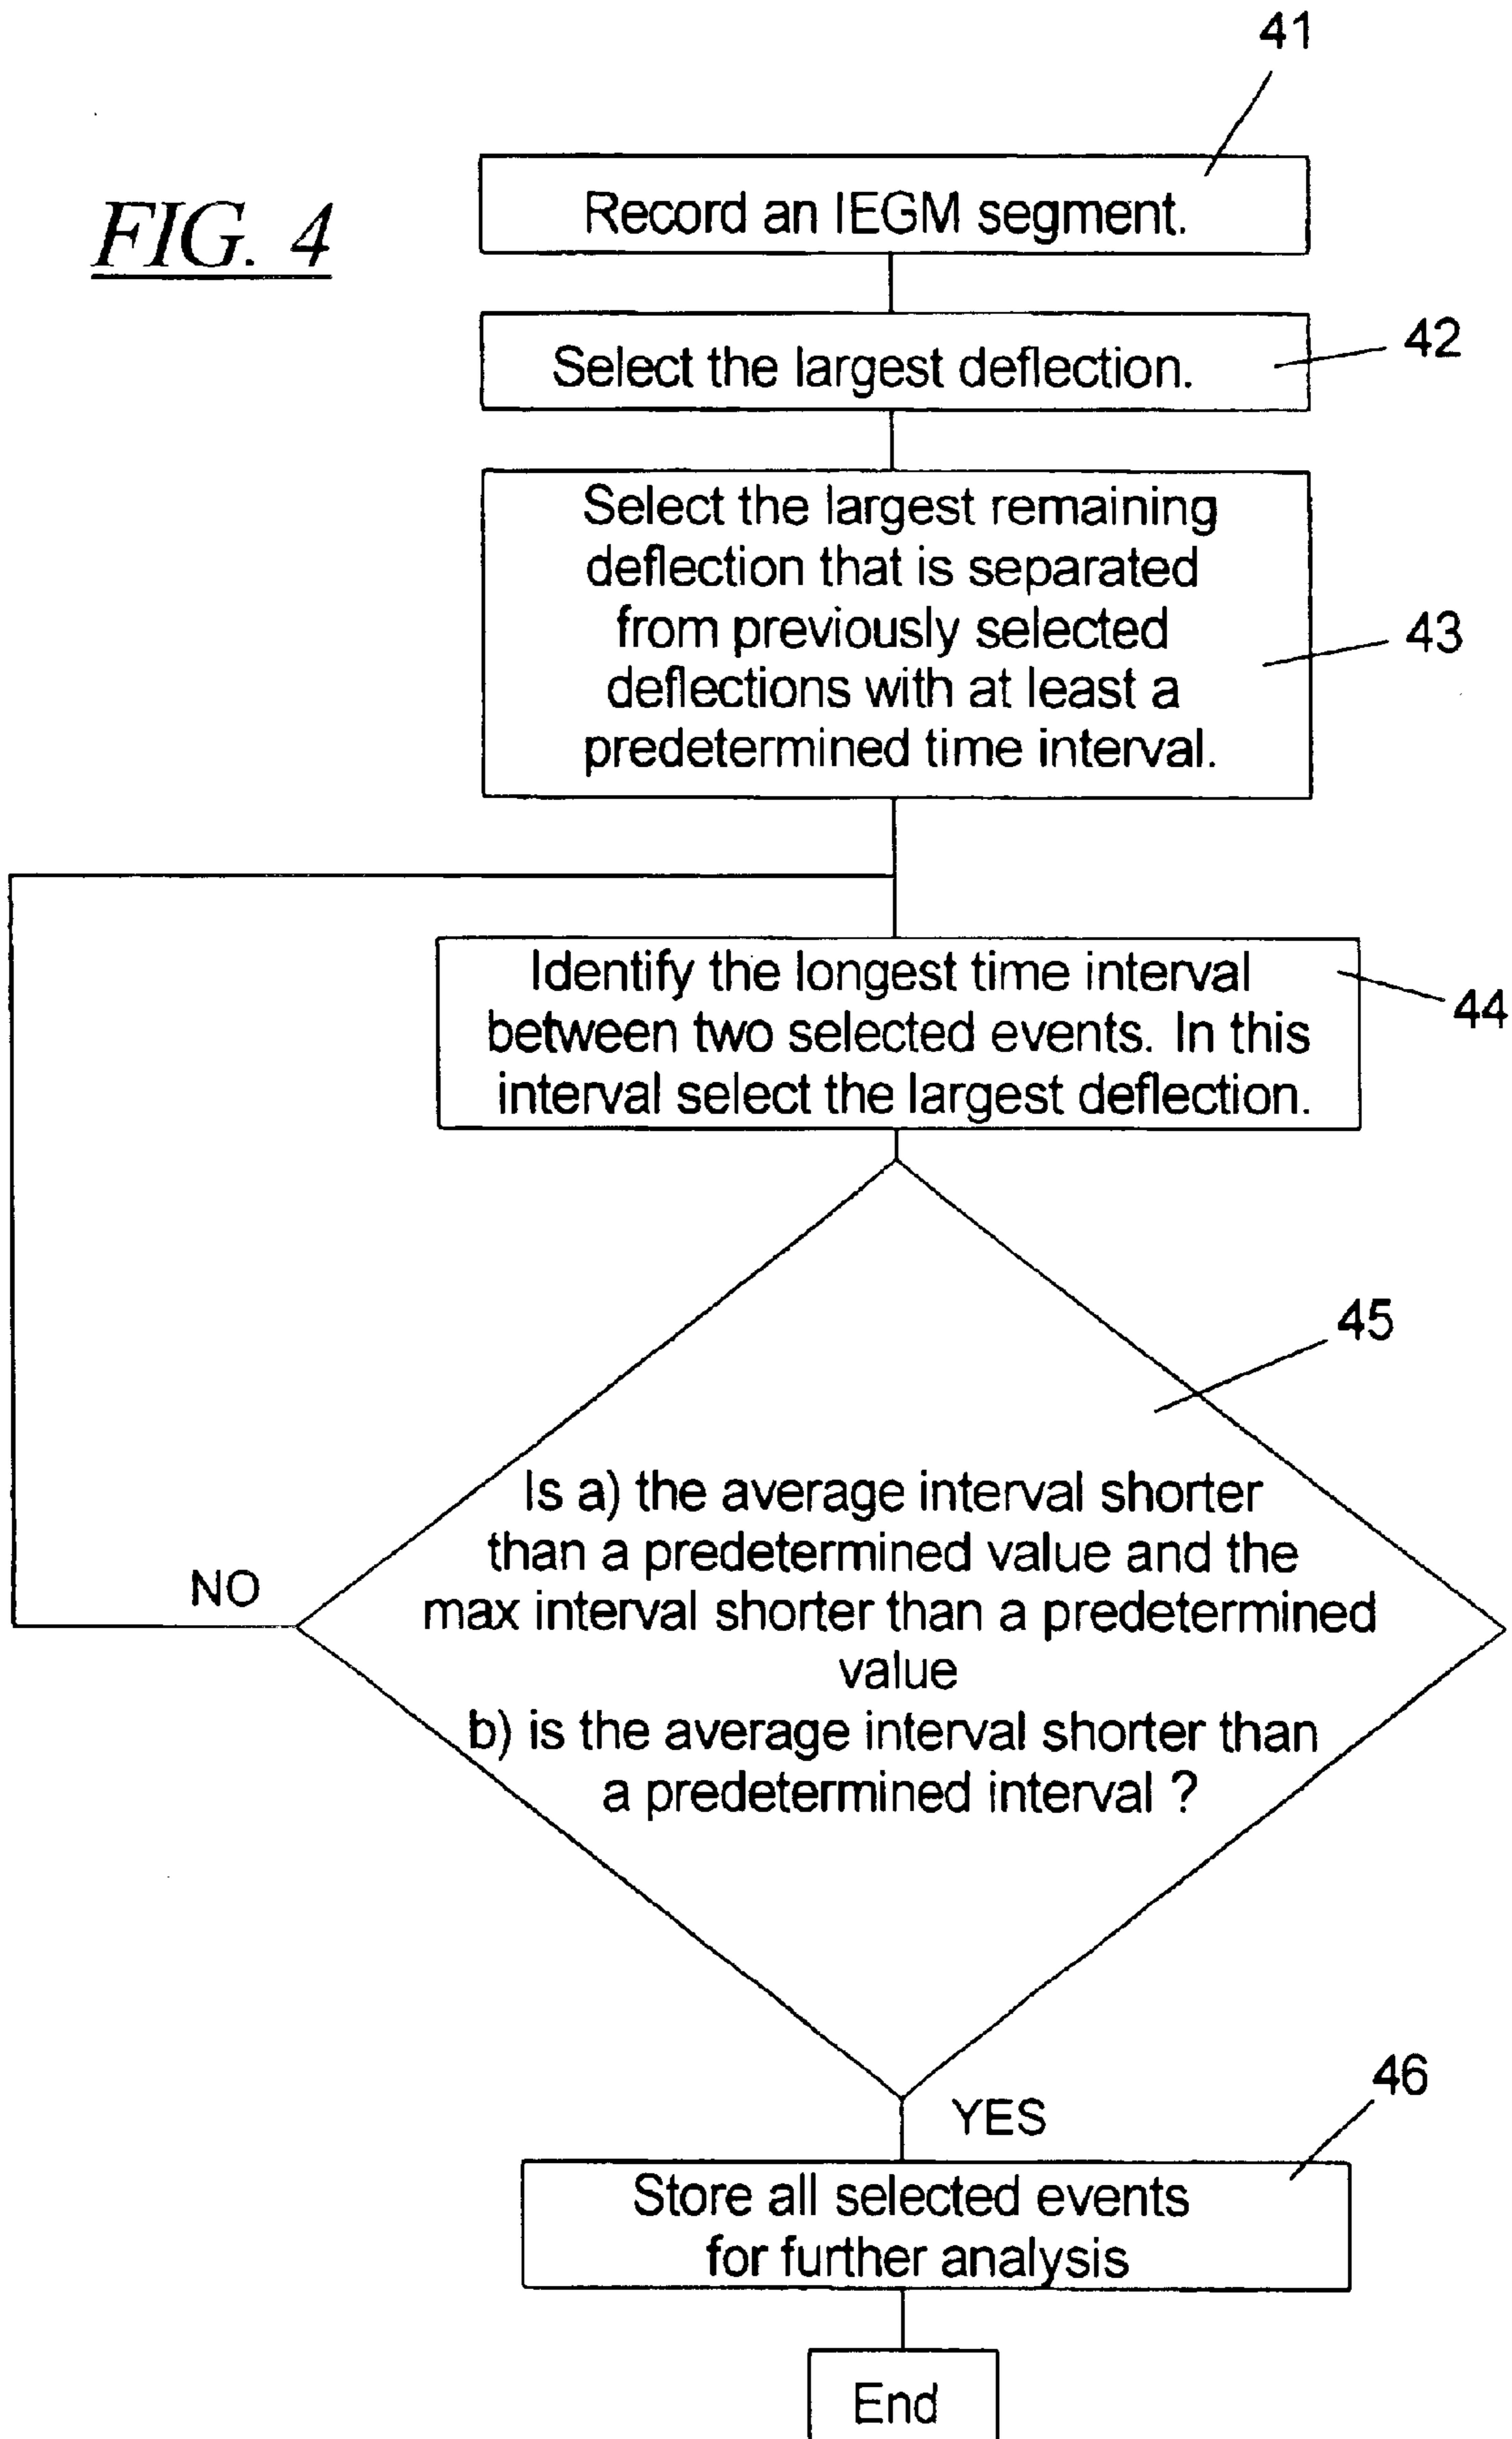 41
FIG. 4
Record an IEGM segment.
42
Select the largest deflection.
Select the largest remaining
deflection that is separated
from previously selected
deflections with at least a
predetermined time interval.
43
Identify the longest time interval
between two selected events. In this
interval select the largest deflection.
44
45
Is a) the average interval shorter
than a predetermined value and the
max interval shorter than a predetermined
value
b) is the average interval shorter than
a predetermined interval ?
NO
YES
46
Store all selected events
for further analysis
End